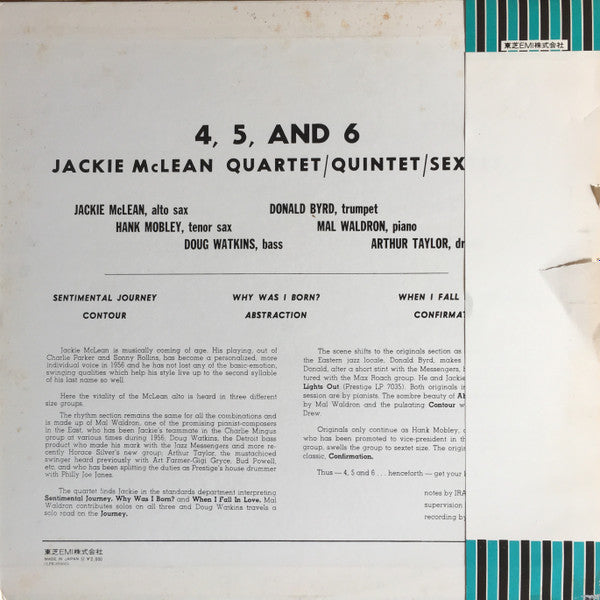 東芝EMI株式会社
4, 5, AND 6
JACKIE McLEAN QUARTET/QUINTET/SEX
JACKIE McLEAN, alto sax DONALD BYRD, trumpet
HANK MOBLEY, tenor sax MAL WALDRON, piano
DOUG WATKINS, bass ARTHUR TAYLOR, dr
SENTIMENTAL JOURNEY WHY WAS I BORN? WHEN I FALL
CONTOUR ABSTRACTION CONFIRMAT
Jackie McLean is musically coming of age. His playing, out of
Charlie Parker and Sonny Rollins, has become a personalized, more
individual voice in 1956 and he has not lost any of the basic-emotion,
swinging qualities which help his style live up to the second syllable
of his last name so well.
Here the vitality of the McLean alto is heard in three different
size groups.
The rhythm section remains the same for all the combinations and
is made up of Mal Waldron, one of the promising pianist-composers
in the East, who has been Jackie's teammate in the Charlie Mingus
group at various times during 1956; Doug Watkins, the Detroit bass
product who made his mark with the Jazz Messengers and more re-
cently Horace Silver's new group; Arthur Taylor, the mustachioed
swinger heard previously with Art Farmer-Gigi Gryce, Bud Powell,
etc. and who has been splitting the duties as Prestige's house drummer
with Philly Joe Jones.
The quartet finds Jackie in the standards department interpreting
Sentimental Journey, Why Was I Born? and When I Fall In Love. Mal
Waldron contributes solos on all three and Doug Watkins travels a
solo road on the Journey.
The scene shifts to the originals section as
the Eastern jazz locale, Donald Byrd, makes
Donald, after a short stint with the Messengers, h
tured with the Max Roach group. He and Jackie
Lights Out (Prestige LP 7035). Both originals i
session are by pianists. The sombre beauty of Ab
by Mal Waldron and the pulsating Contour w
Drew.
Originals only continue as Hank Mobley, c
who has been promoted to vice-president in th
group, swells the group to sextet size. The origi
classic, Confirmation.
Thus — 4, 5 and 6 . . . henceforth — get your k
notes by IRA
supervision
recording by
東芝EMI株式会社
MADE IN JAPAN